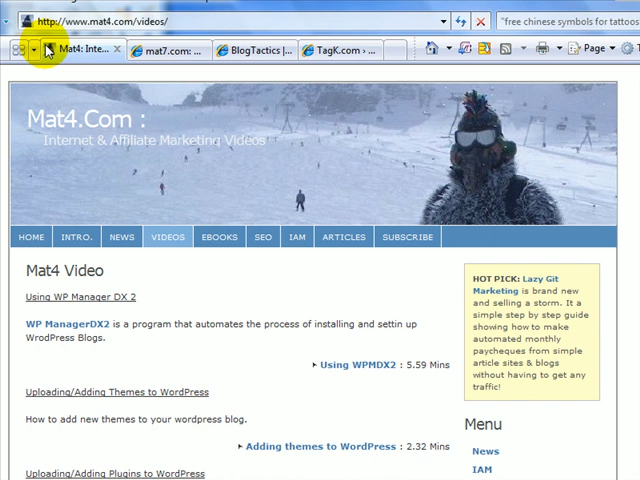 http://www.mat4.com/videos/
"free chinese symbols for tattoos
Mat4: Inte...
mat7.com: ...
BlogTactics |...
TagK.com › ...
Page
Mat4.Com :
Internet & Affiliate Marketing Videos
HOME
INTRO.
NEWS
VIDEOS
EBOOKS
SEO
IAM
ARTICLES
SUBSCRIBE
Mat4 Video
Using WP Manager DX 2
WP ManagerDX2 is a program that automates the process of installing and settin up
WordPress Blogs.
Using WPMDX2 : 5.59 Mins
Uploading/Adding Themes to WordPress
How to add new themes to your wordpress blog.
Adding themes to WordPress : 2.32 Mins
Uploading/Adding Plugins to WordPress
HOT PICK: Lazy Git
Marketing is brand new
and selling a storm. It a
simple step by step guide
showing how to make
automated monthly
paycheques from simple
article sites & blogs
without having to get any
traffic!
Menu
News
IAM